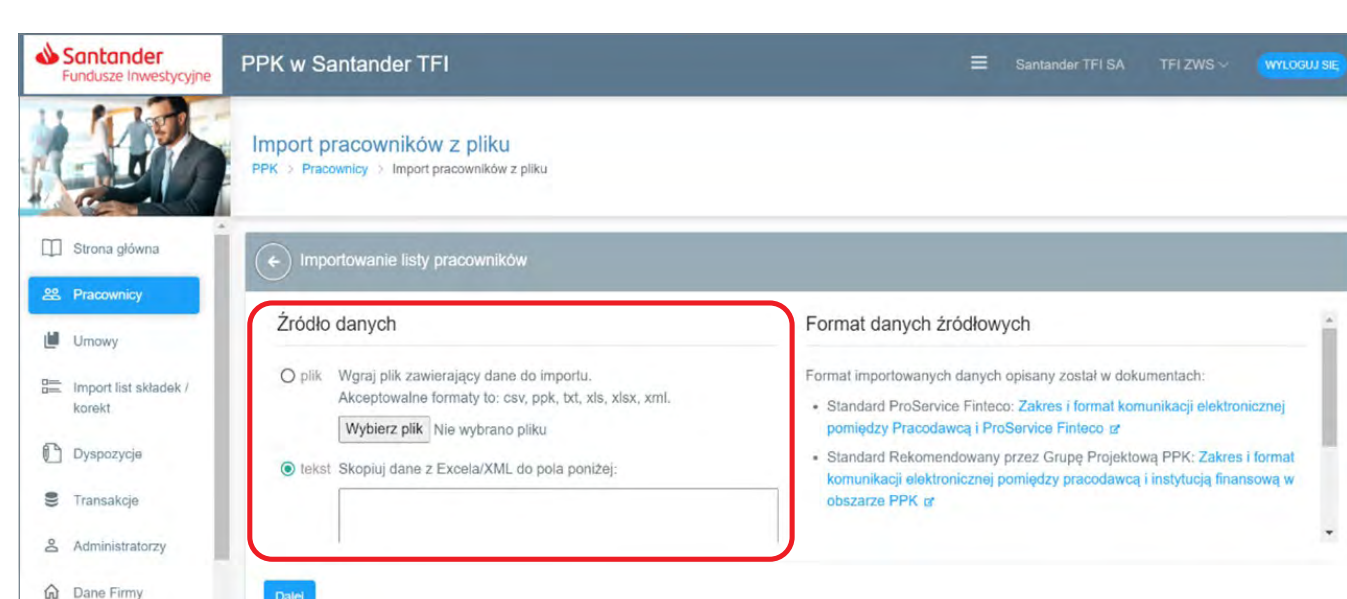 Santander
Fundusze Inwestycyjne
PPK w Santander TFI
Santander TFI SA
TFI ZWS
WYLOGUJ SIĘ
Import pracowników z pliku
PPK > Pracownicy > Import pracowników z pliku
Strona główna
Pracownicy
Umowy
Import list składek /
korekt
Dyspozycje
Transakcje
Administratorzy
Dane Firmy
Importowanie listy pracowników
Źródło danych
plik Wgraj plik zawierający dane do importu.
Akceptowalne formaty to: csv, ppk, txt, xls, xlsx, xml.
Wybierz plik Nie wybrano pliku
tekst Skopiuj dane z Excela/XML do pola poniżej:
Dalej
Format danych źródłowych
Format importowanych danych opisany został w dokumentach:
• Standard ProService Finteco: Zakres i format komunikacji elektronicznej
pomiędzy Pracodawcą i ProService Finteco
• Standard Rekomendowany przez Grupę Projektową PPK: Zakres i format
komunikacji elektronicznej pomiędzy pracodawcą i instytucją finansową w
obszarze PPK